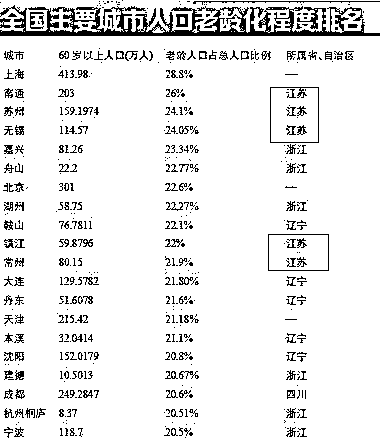 全国主要城市人口老龄化程度排名
城市 60岁以上人口(万人) 老龄人口占总人口比例 所属省、自治区
上海 413.98 28.8% —
南通 203 26% 江苏
苏州 159.1974 24.1% 江苏
无锡 114.57 24.05% 江苏
嘉兴 81.26 23.34% 浙江
舟山 22.2 22.77% 浙江
北京 301 22.6% —
湖州 58.75 22.27% 浙江
鞍山 76.7811 22.1% 辽宁
镇江 59.8796 22% 江苏
常州 80.15 21.9% 江苏
大连 129.5782 21.80% 辽宁
丹东 51.6078 21.6% 辽宁
天津 215.42 21.18% —
本溪 32.0414 21.1% 辽宁
沈阳 152.0179 20.8% 辽宁
建德 10.5013 20.67% 浙江
成都 249.2847 20.6% 四川
杭州桐庐 8.37 20.51% 浙江
宁波 118.7 20.5% 浙江